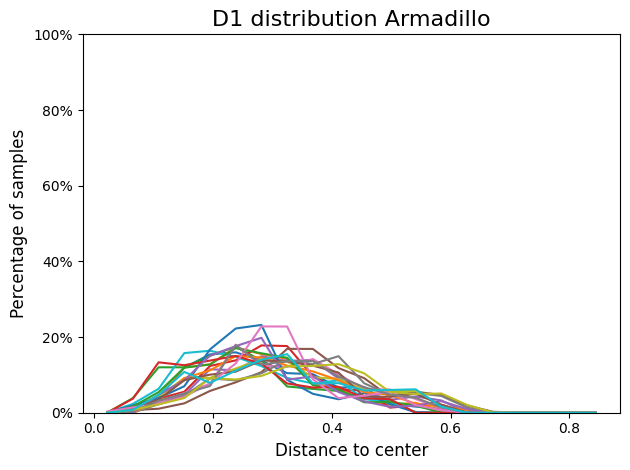 D1 distribution Armadillo
100%
80%
60%
40%
20%
0%
Percentage of samples
0.0 0.2 0.4 0.6 0.8
Distance to center